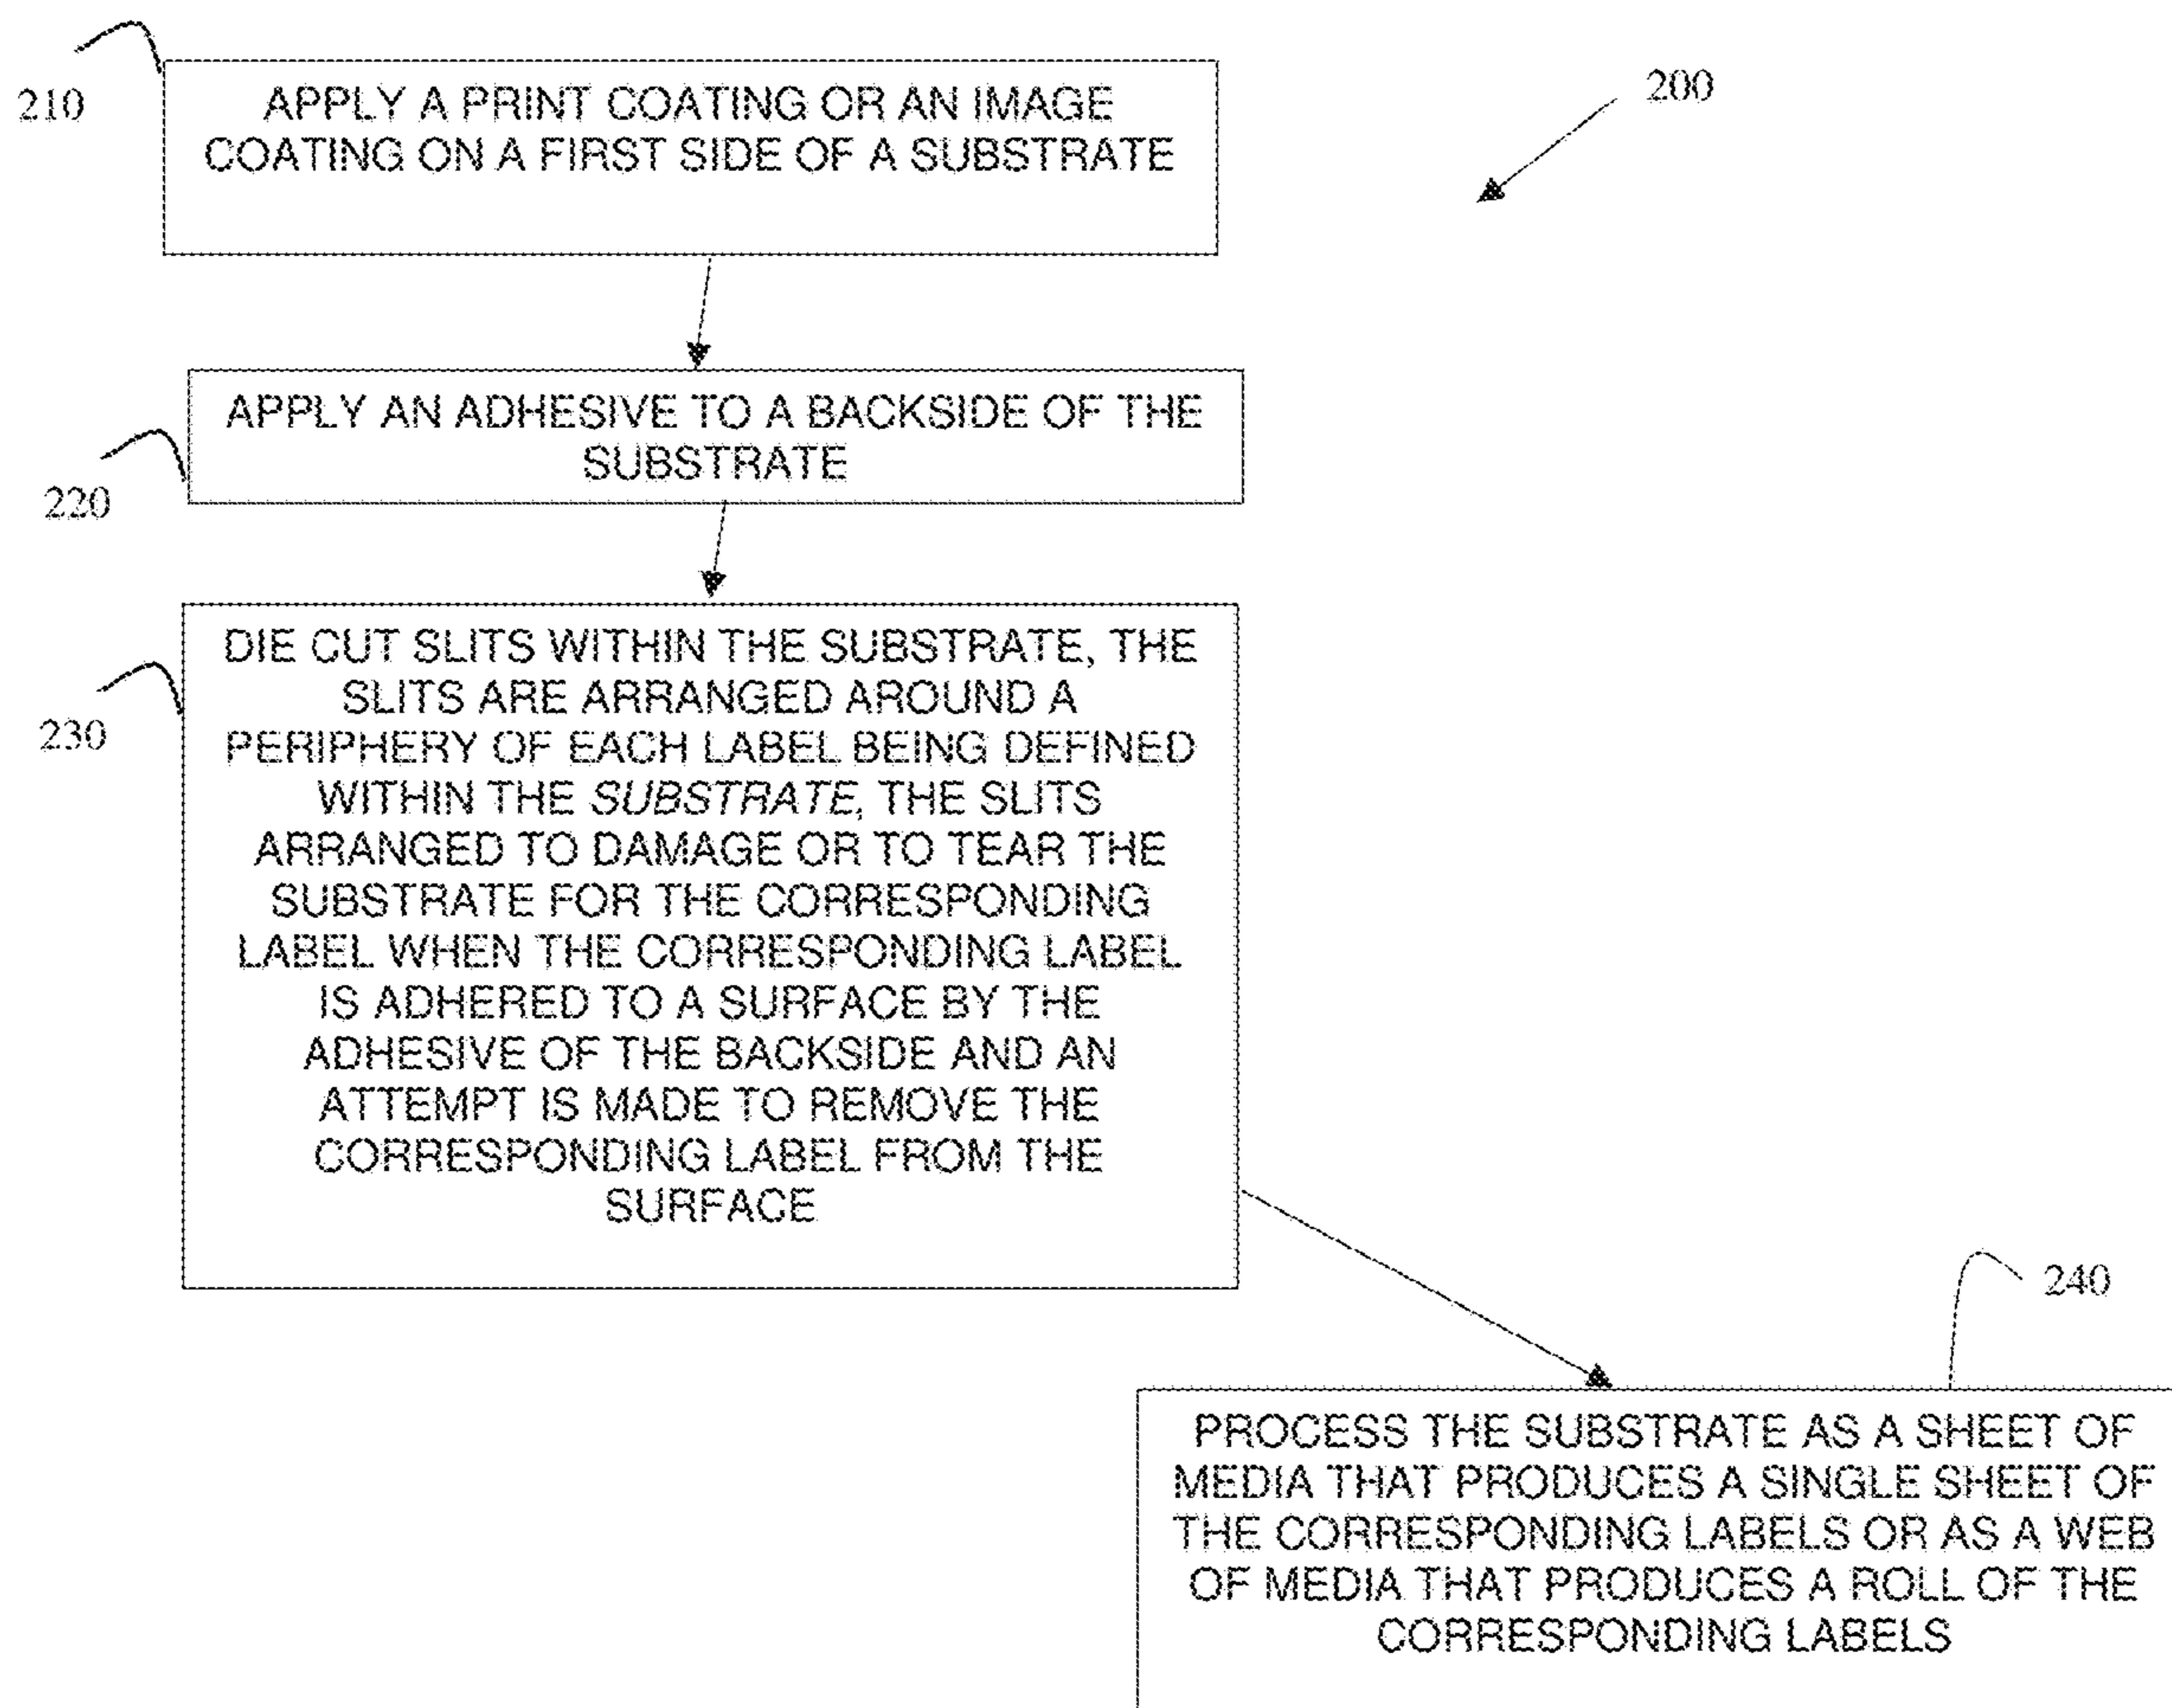 210
APPLY A PRINT COATING OR AN IMAGE
COATING ON A FIRST SIDE OF A SUBSTRATE
200
APPLY AN ADHESIVE TO A BACKSIDE OF THE
SUBSTRATE
220
DIE CUT SLITS WITHIN THE SUBSTRATE, THE
SLITS ARE ARRANGED AROUND A
PERIPHERY OF EACH LABEL BEING DEFINED
WITHIN THE SUBSTRATE, THE SLITS
ARRANGED TO DAMAGE OR TO TEAR THE
SUBSTRATE FOR THE CORRESPONDING
LABEL WHEN THE CORRESPONDING LABEL
IS ADHERED TO A SURFACE BY THE
ADHESIVE OF THE BACKSIDE AND AN
ATTEMPT IS MADE TO REMOVE THE
CORRESPONDING LABEL FROM THE
SURFACE
230
240
PROCESS THE SUBSTRATE AS A SHEET OF
MEDIA THAT PRODUCES A SINGLE SHEET OF
THE CORRESPONDING LABELS OR AS A WEB
OF MEDIA THAT PRODUCES A ROLL OF THE
CORRESPONDING LABELS